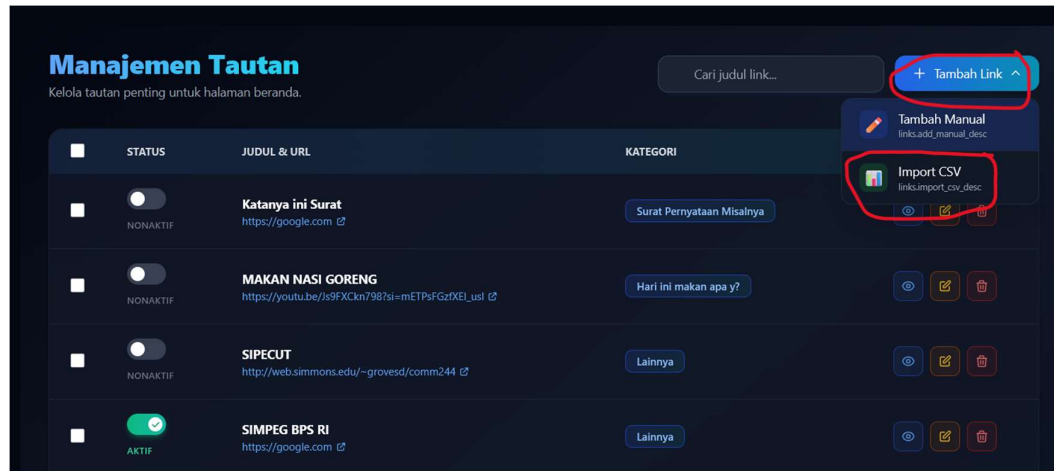 Manajemen Tautan
Kelola tautan penting untuk halaman beranda.
Cari judul link...
+ Tambah Link
Tambah Manual
links.add_manual_desc
Import CSV
links.import_csv_desc
STATUS JUDUL & URL KATEGORI
NONAKTIF
Katanya ini Surat
https://google.com
Surat Pernyataan Misalnya
NONAKTIF
MAKAN NASI GORENG
https://youtu.be/Js9FXCkn798?si=mETPsFGzfXEl_usl
Hari ini makan apa y?
NONAKTIF
SIPECUT
http://web.simmons.edu/~grovesd/comm244
Lainnya
AKTIF
SIMPEG BPS RI
https://google.com
Lainnya